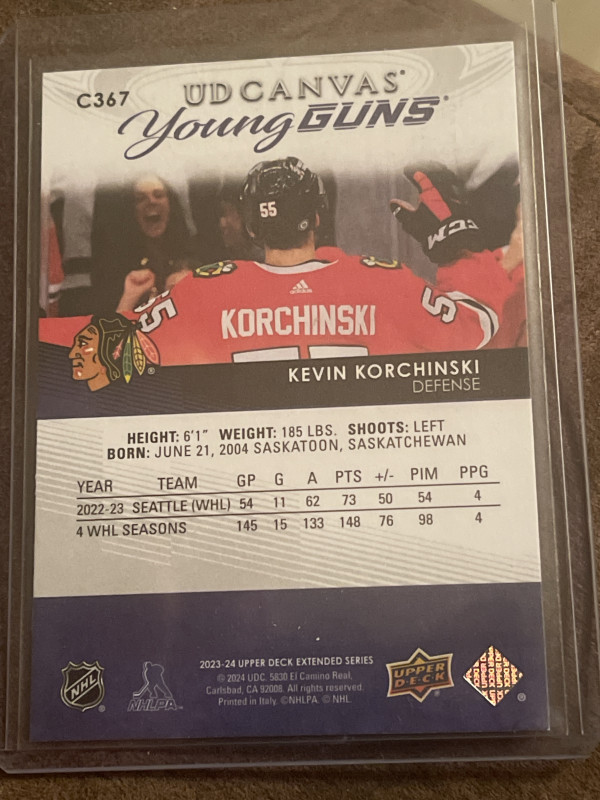 C367 UD CANVAS®
Young GUNS®
55
CCM
55
KORCHINSKI
5
55
®
KEVIN KORCHINSKI
DEFENSE
HEIGHT: 6'1" WEIGHT: 185 LBS. SHOOTS: LEFT
BORN: JUNE 21, 2004 SASKATOON, SASKATCHEWAN
YEAR TEAM GP G A PTS +/- PIM PPG
2022-23 SEATTLE (WHL) 54 11 62 73 50 54 4
4 WHL SEASONS 145 15 133 148 76 98 4
2023-24 UPPER DECK EXTENDED SERIES
© 2024 UDC. 5830 El Camino Real,
Carlsbad, CA 92008. All rights reserved.
Printed in Italy. ©NHLPA. © NHL.
NHL ®
NHLPA™
UPPER
DECK
®